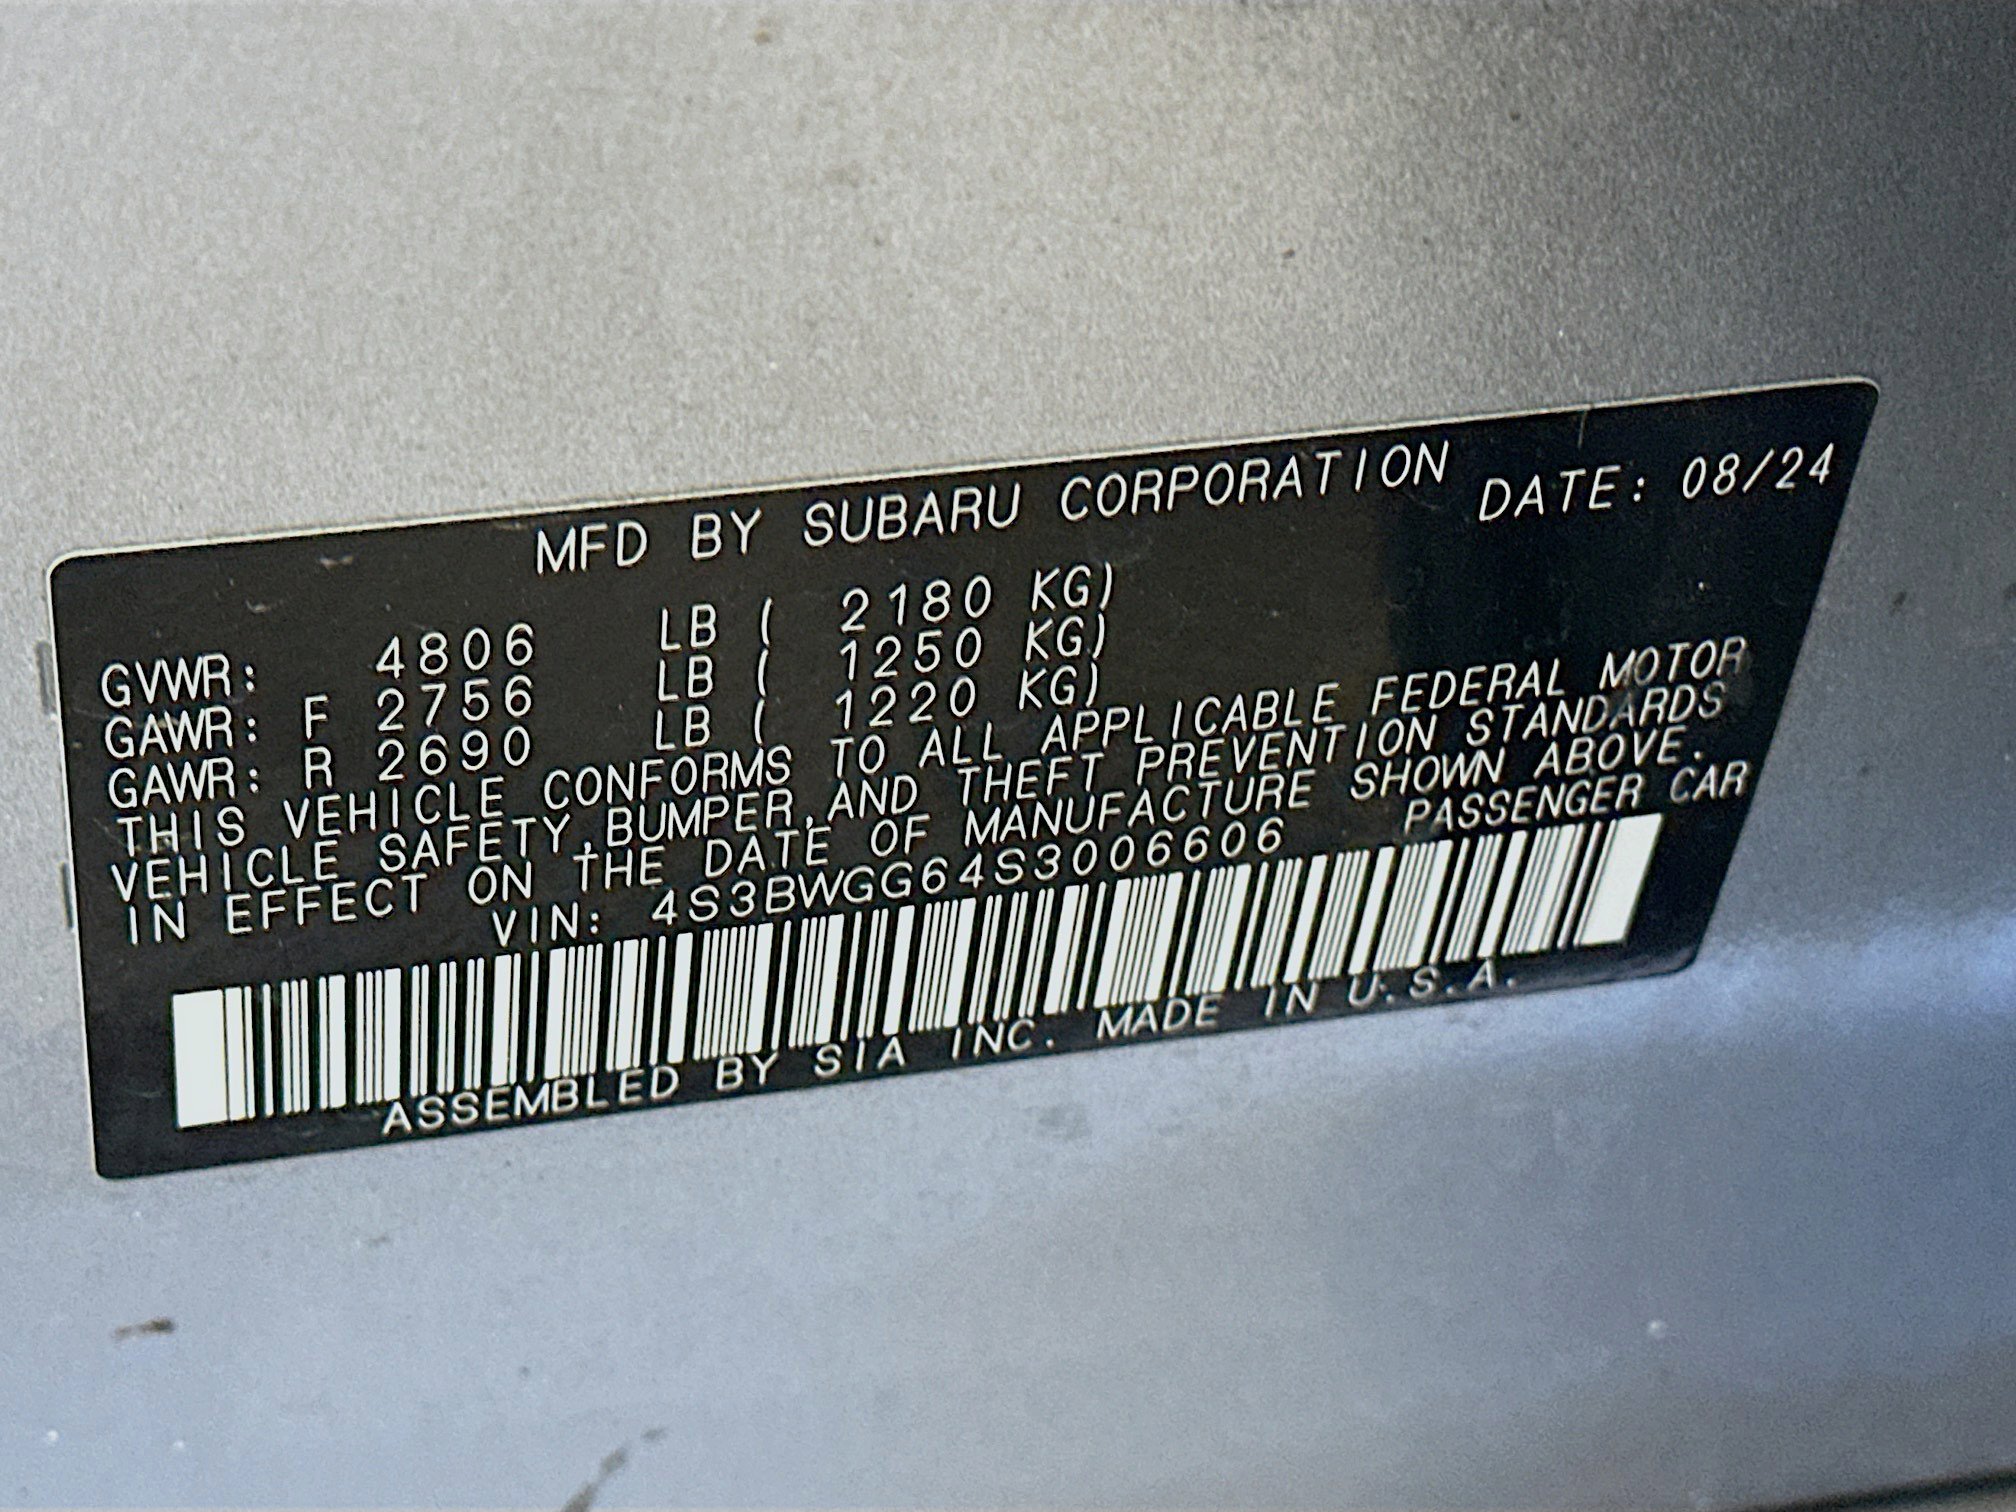 MFD BY SUBARU CORPORATION DATE: 08/24
GVWR: 4806 LB ( 2180 KG)
GAWR: F 2756 LB ( 1250 KG)
GAWR: R 2690 LB ( 1220 KG)
THIS VEHICLE CONFORMS TO ALL APPLICABLE FEDERAL MOTOR
VEHICLE SAFETY,BUMPER,AND THEFT PREVENTION STANDARDS
IN EFFECT ON THE DATE OF MANUFACTURE SHOWN ABOVE.
VIN: 4S3BWGG64S3006606 PASSENGER CAR
ASSEMBLED BY SIA INC. MADE IN U.S.A.